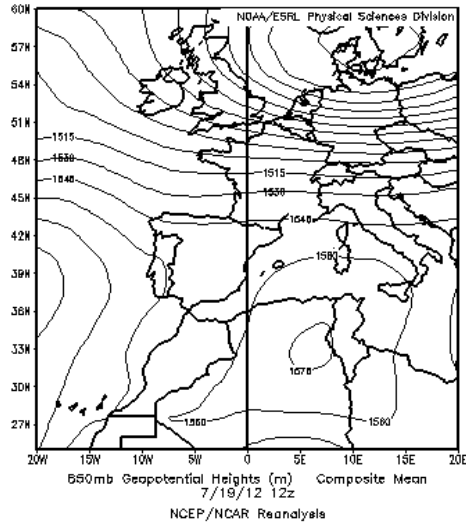 60N
NOAA/ESRL Physical Sciences Division
57N
54N
51N
1515
48N
1530
1515
1530
45N
1545
1545
42N
1560
39N
36N
33N
1575
30N
1560
1560
27N
20W 15W 10W 5W 0 5E 10E 15E 20E
850mb Geopotential Heights (m) Composite Mean
7/19/12 12z
NCEP/NCAR Reanalysis